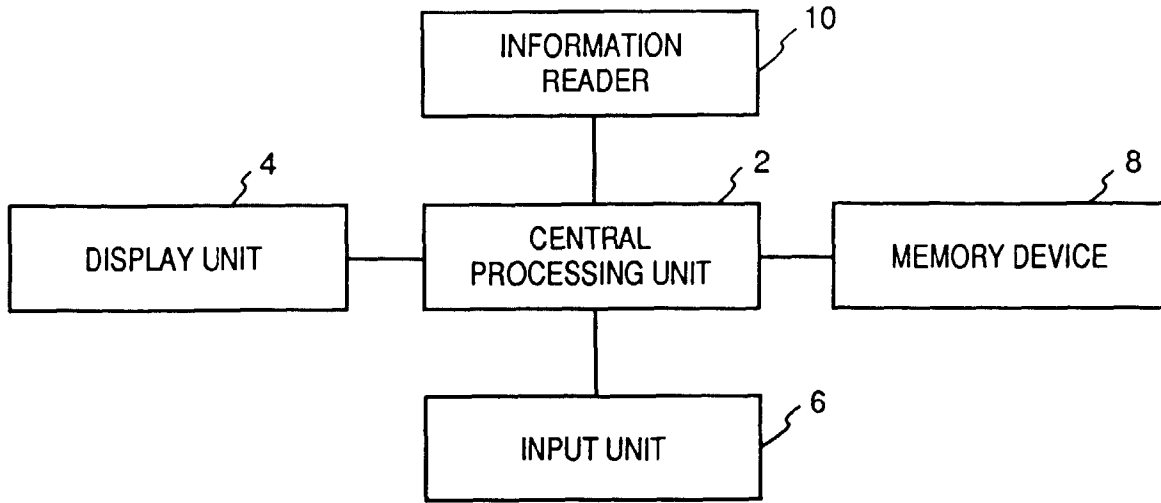 10
INFORMATION
READER
4
2
8
DISPLAY UNIT
CENTRAL
PROCESSING UNIT
MEMORY DEVICE
6
INPUT UNIT